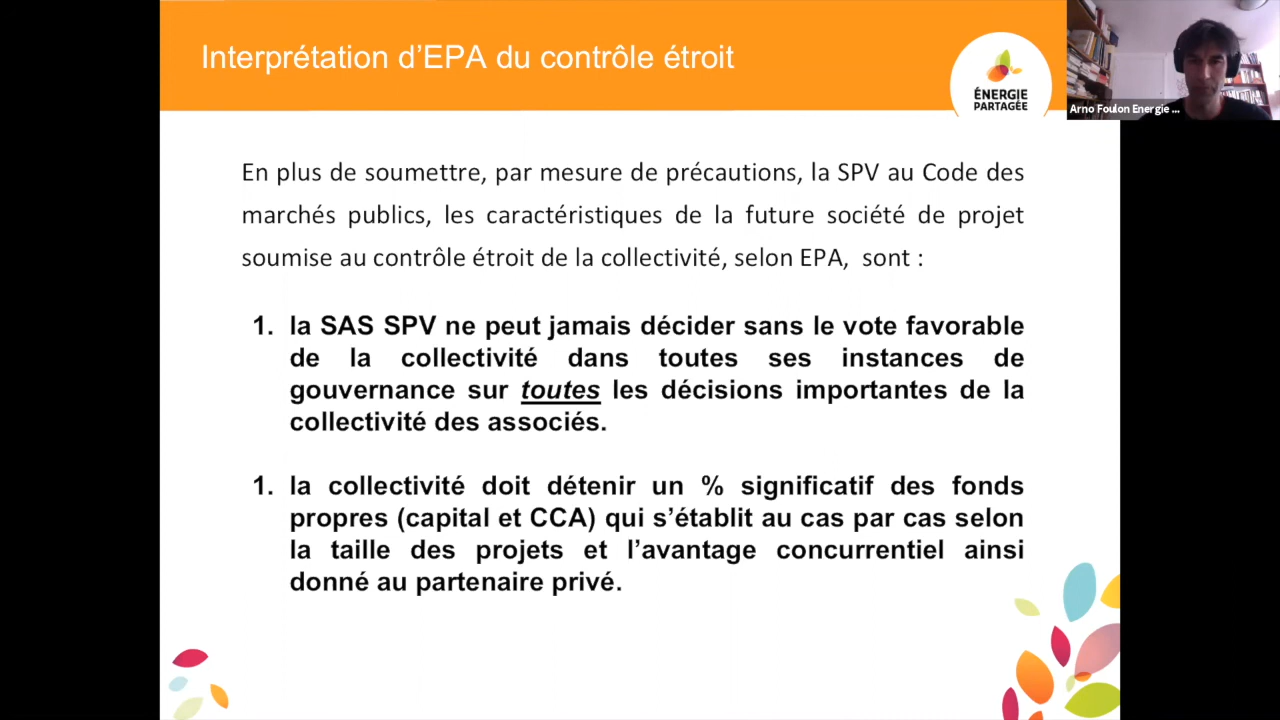 Interprétation d’EPA du contrôle étroit
ÉNERGIE
PARTAGÉE
Arno Foulon Energie ...
En plus de soumettre, par mesure de précautions, la SPV au Code des
marchés publics, les caractéristiques de la future société de projet
soumise au contrôle étroit de la collectivité, selon EPA, sont :
1. la SAS SPV ne peut jamais décider sans le vote favorable
de la collectivité dans toutes ses instances de
gouvernance sur toutes les décisions importantes de la
collectivité des associés.
1. la collectivité doit détenir un % significatif des fonds
propres (capital et CCA) qui s’établit au cas par cas selon
la taille des projets et l’avantage concurrentiel ainsi
donné au partenaire privé.